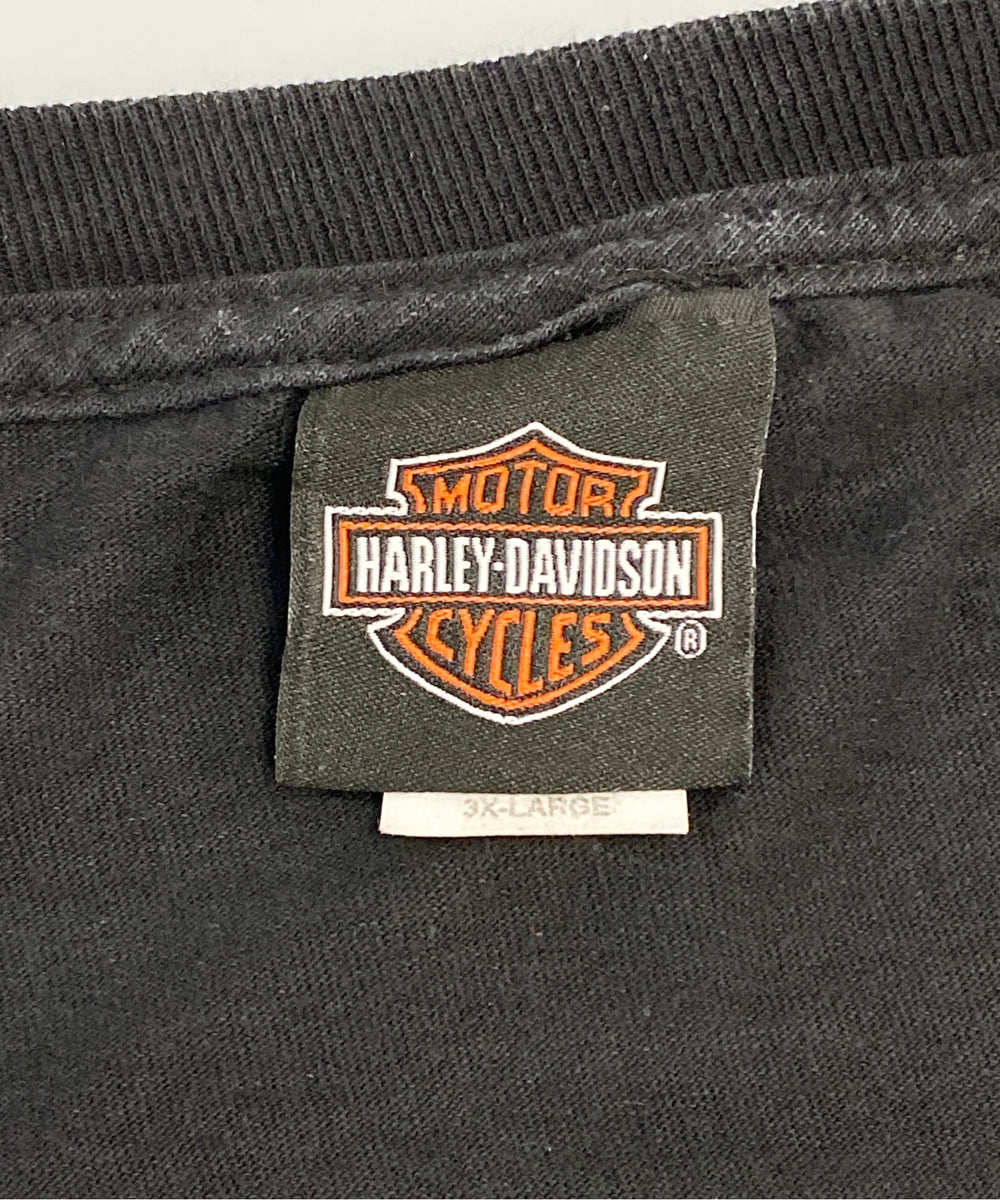 MOTOR
HARLEY-DAVIDSON
CYCLES
®
3X-LARGE